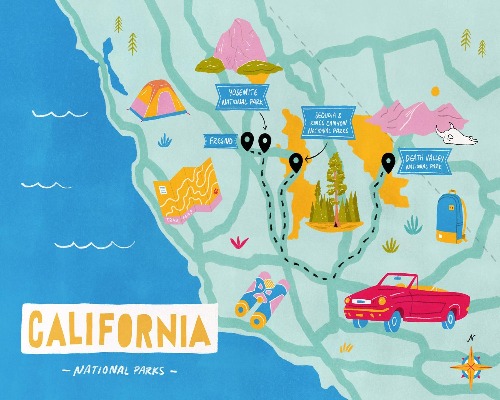 YOSEMITE
NATIONAL PARK
SEQUOIA &
KINGS CANYON
NATIONAL PARKS
FRESNO
DEATH VALLEY
NATIONAL PARK
CALIFORNIA
– NATIONAL PARKS –
N